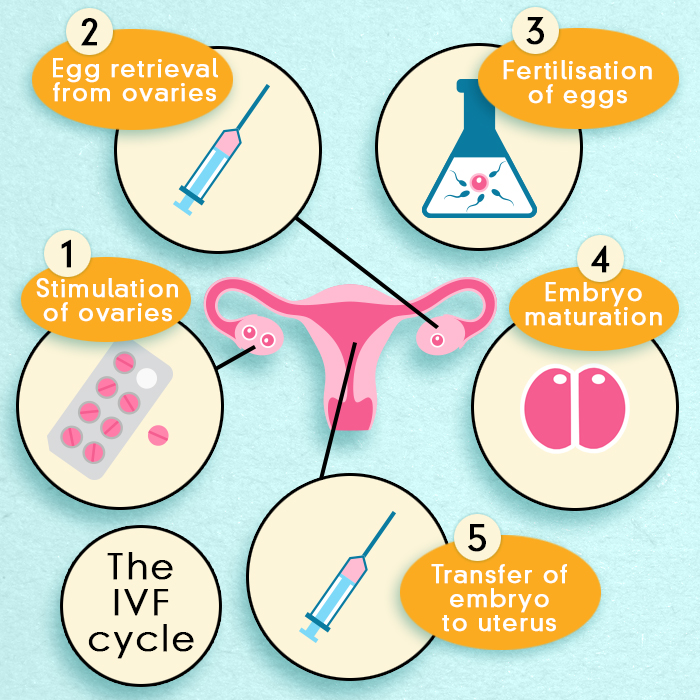 1
Stimulation
of ovaries
2
Egg retrieval
from ovaries
3
Fertilisation
of eggs
4
Embryo
maturation
5
Transfer of
embryo
to uterus
The
IVF
cycle